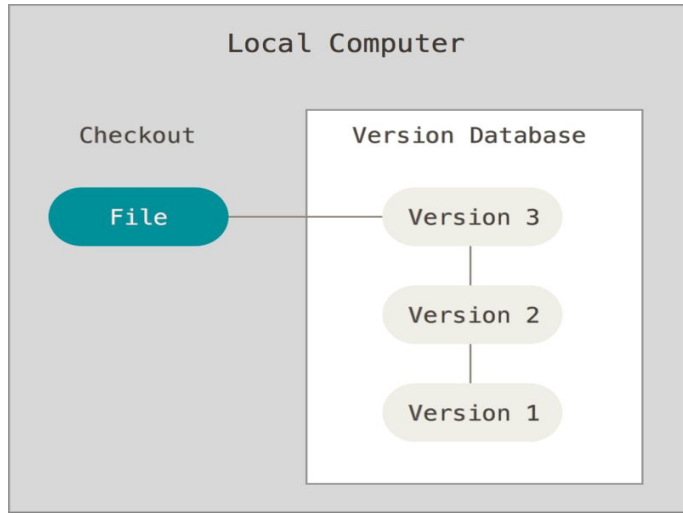 Local Computer
Checkout
Version Database
File
Version 3
Version 2
Version 1